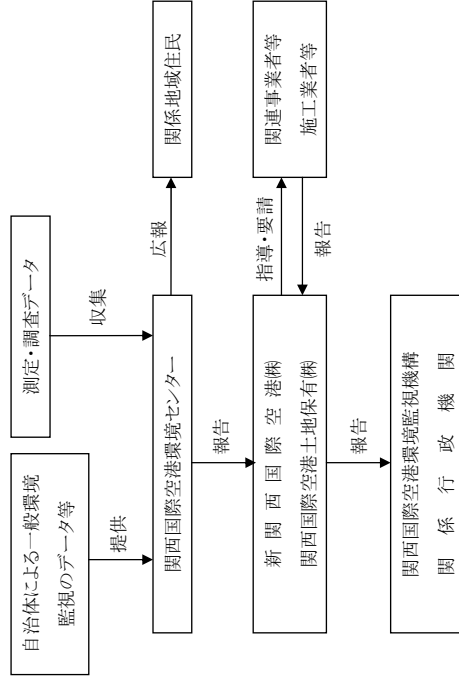 自治体による一般環境
監視のデータ等
測定・調査データ
提供
収集
関西国際空港環境センター
広報
関係地域住民
報告
新関西国際空港㈱
関西国際空港土地保有㈱
指導・要請
報告
関連事業者等
施工業者等
報告
関西国際空港環境監視機構
関係行政機関